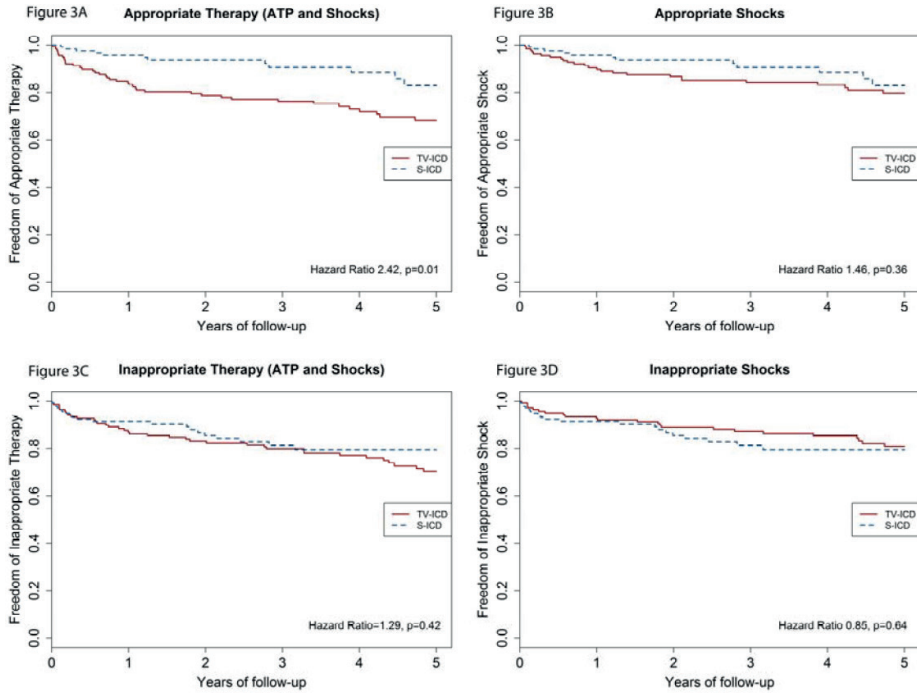 Figure 3A
Appropriate Therapy (ATP and Shocks)
Freedom of Appropriate Therapy
1.0
0.8
0.6
0.4
0.2
0.0
TV-ICD
S-ICD
Hazard Ratio 2.42, p=0.01
0 1 2 3 4 5
Years of follow-up
Figure 3B
Appropriate Shocks
Freedom of Appropriate Shock
1.0
0.8
0.6
0.4
0.2
0.0
TV-ICD
S-ICD
Hazard Ratio 1.46, p=0.36
0 1 2 3 4 5
Years of follow-up
Figure 3C
Inappropriate Therapy (ATP and Shocks)
Freedom of Inappropriate Therapy
1.0
0.8
0.6
0.4
0.2
0.0
TV-ICD
S-ICD
Hazard Ratio=1.29, p=0.42
0 1 2 3 4 5
Years of follow-up
Figure 3D
Inappropriate Shocks
Freedom of Inappropriate Shock
1.0
0.8
0.6
0.4
0.2
0.0
TV-ICD
S-ICD
Hazard Ratio 0.85, p=0.64
0 1 2 3 4 5
Years of follow-up